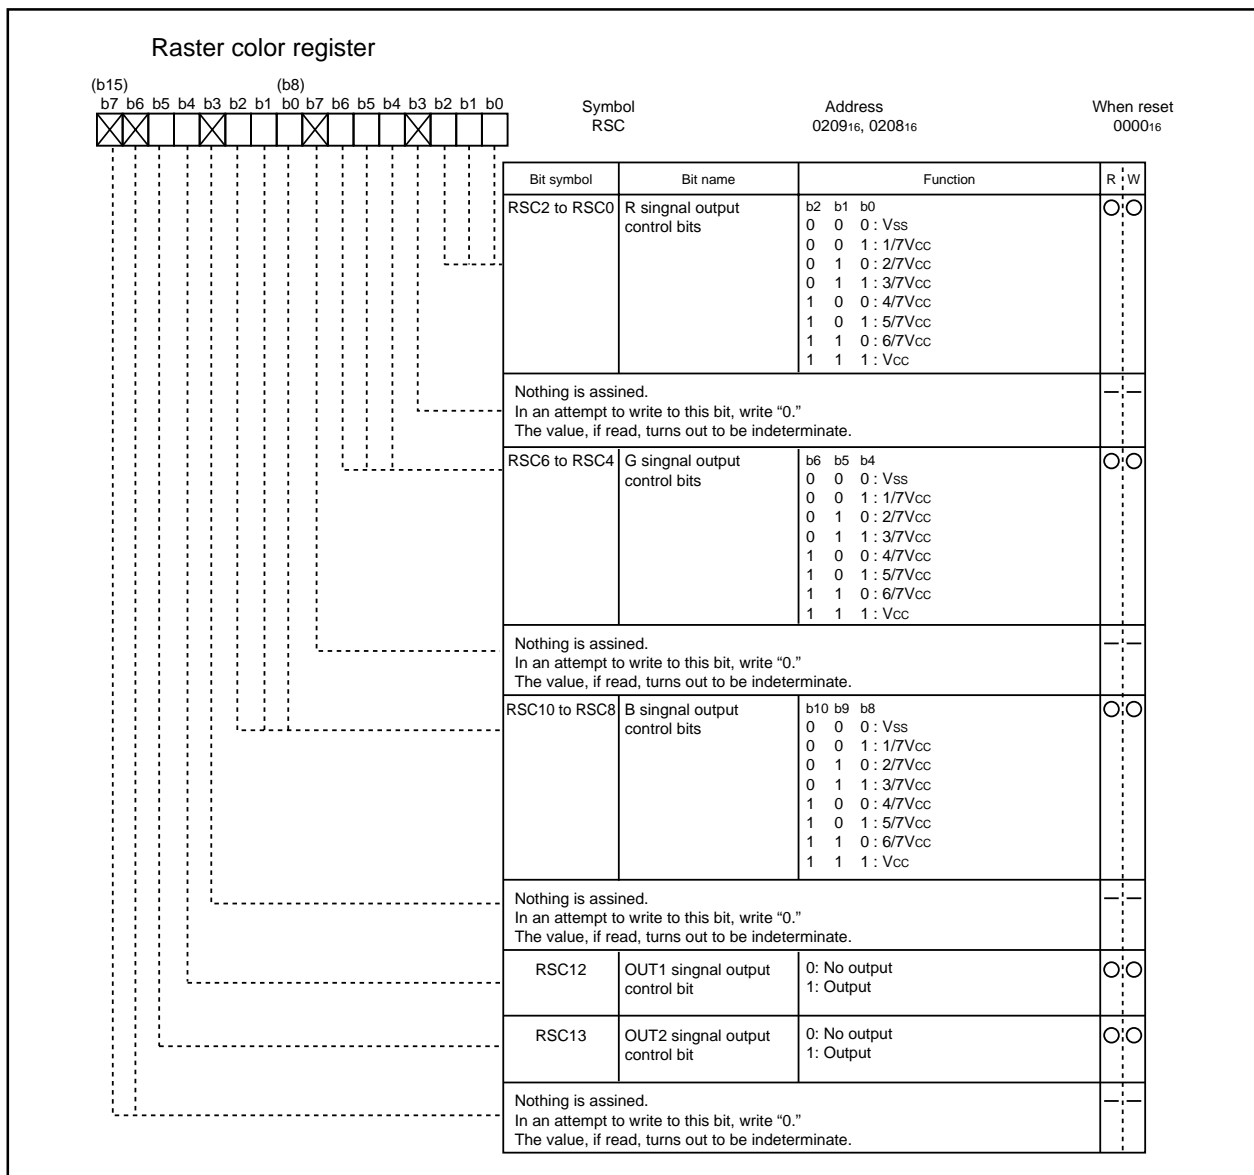 Raster color register
(b15) (b8)
b7 b6 b5 b4 b3 b2 b1 b0 b7 b6 b5 b4 b3 b2 b1 b0
Symbol Address When reset
RSC 020916, 020816 000016
Bit symbol Bit name Function R W
RSC2 to RSC0 R singnal output b2 b1 b0
control bits 0 0 0 : VSS
0 0 1 : 1/7VCC
0 1 0 : 2/7VCC
0 1 1 : 3/7VCC
1 0 0 : 4/7VCC
1 0 1 : 5/7VCC
1 1 0 : 6/7VCC
1 1 1 : VCC
Nothing is assined. — —
In an attempt to write to this bit, write “0.”
The value, if read, turns out to be indeterminate.
RSC6 to RSC4 G singnal output b6 b5 b4
control bits 0 0 0 : VSS
0 0 1 : 1/7VCC
0 1 0 : 2/7VCC
0 1 1 : 3/7VCC
1 0 0 : 4/7VCC
1 0 1 : 5/7VCC
1 1 0 : 6/7VCC
1 1 1 : VCC
Nothing is assined. — —
In an attempt to write to this bit, write “0.”
The value, if read, turns out to be indeterminate.
RSC10 to RSC8 B singnal output b10 b9 b8
control bits 0 0 0 : VSS
0 0 1 : 1/7VCC
0 1 0 : 2/7VCC
0 1 1 : 3/7VCC
1 0 0 : 4/7VCC
1 0 1 : 5/7VCC
1 1 0 : 6/7VCC
1 1 1 : VCC
Nothing is assined. — —
In an attempt to write to this bit, write “0.”
The value, if read, turns out to be indeterminate.
RSC12 OUT1 singnal output 0: No output
control bit 1: Output
RSC13 OUT2 singnal output 0: No output
control bit 1: Output
Nothing is assined. — —
In an attempt to write to this bit, write “0.”
The value, if read, turns out to be indeterminate.